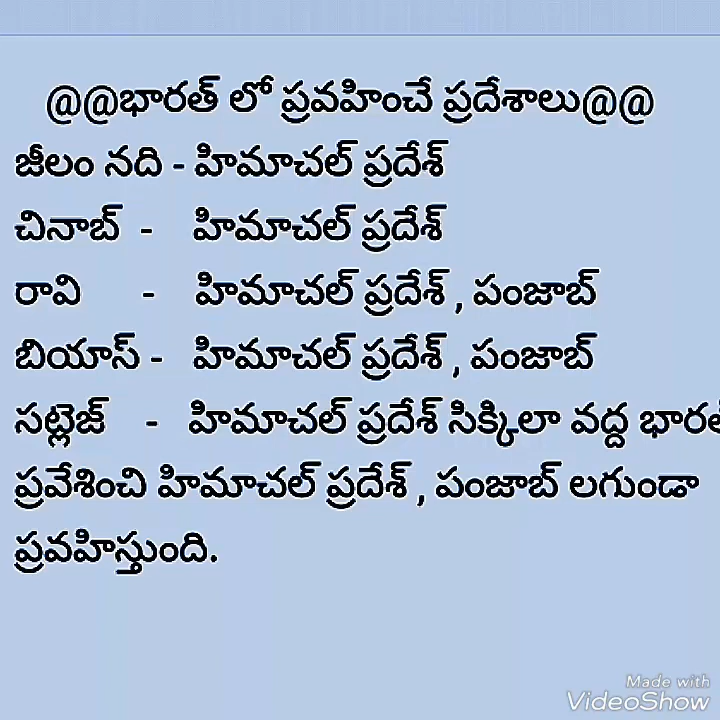 @@భారత్ లో ప్రవహించే ప్రదేశాలు@@
జీలం నది - హిమాచల్ ప్రదేశ్
చినాబ్ - హిమాచల్ ప్రదేశ్
రావి - హిమాచల్ ప్రదేశ్ , పంజాబ్
బియాస్ - హిమాచల్ ప్రదేశ్ , పంజాబ్
సట్లెజ్ - హిమాచల్ ప్రదేశ్ సిక్కిలా వద్ద భారత్
ప్రవేశించి హిమాచల్ ప్రదేశ్ , పంజాబ్ లగుండా
ప్రవహిస్తుంది.
Made with
VideoShow